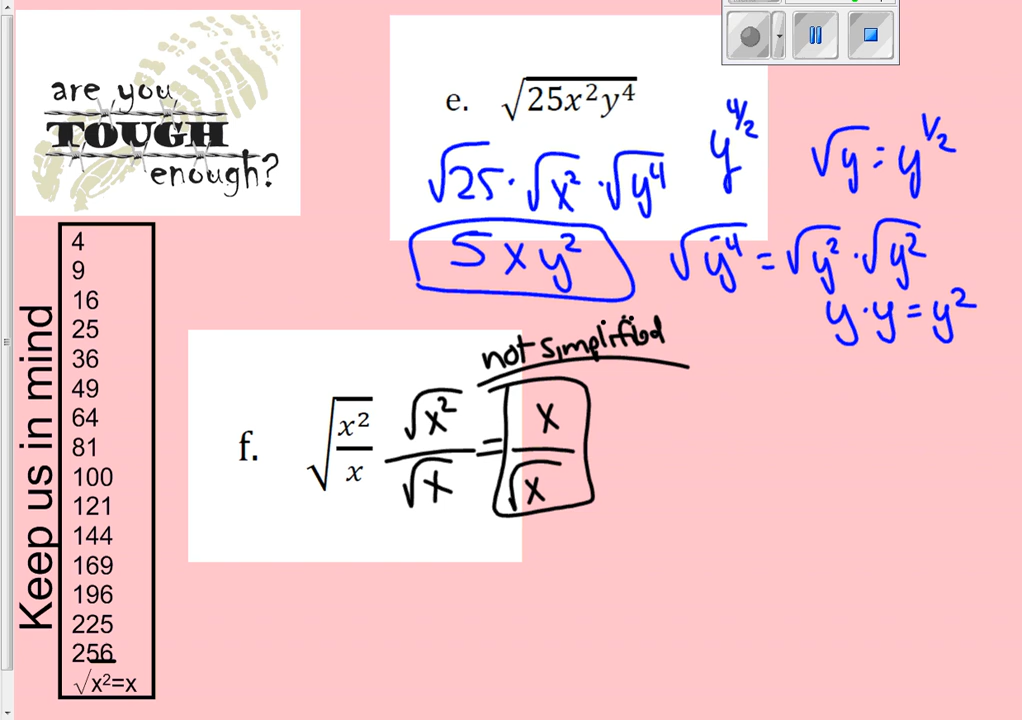 are you
TOUGH
enough?
e. √25x²y⁴
√25 · √x² · √y⁴
5xy²
y^4/2
√y = y^1/2
√y⁴ = √y² · √y²
y · y = y²
Keep us in mind
4
9
16
25
36
49
64
81
100
121
144
169
196
225
256
√x²=x
not simplified
f. √(x²/x) √x²/√x = x/√x